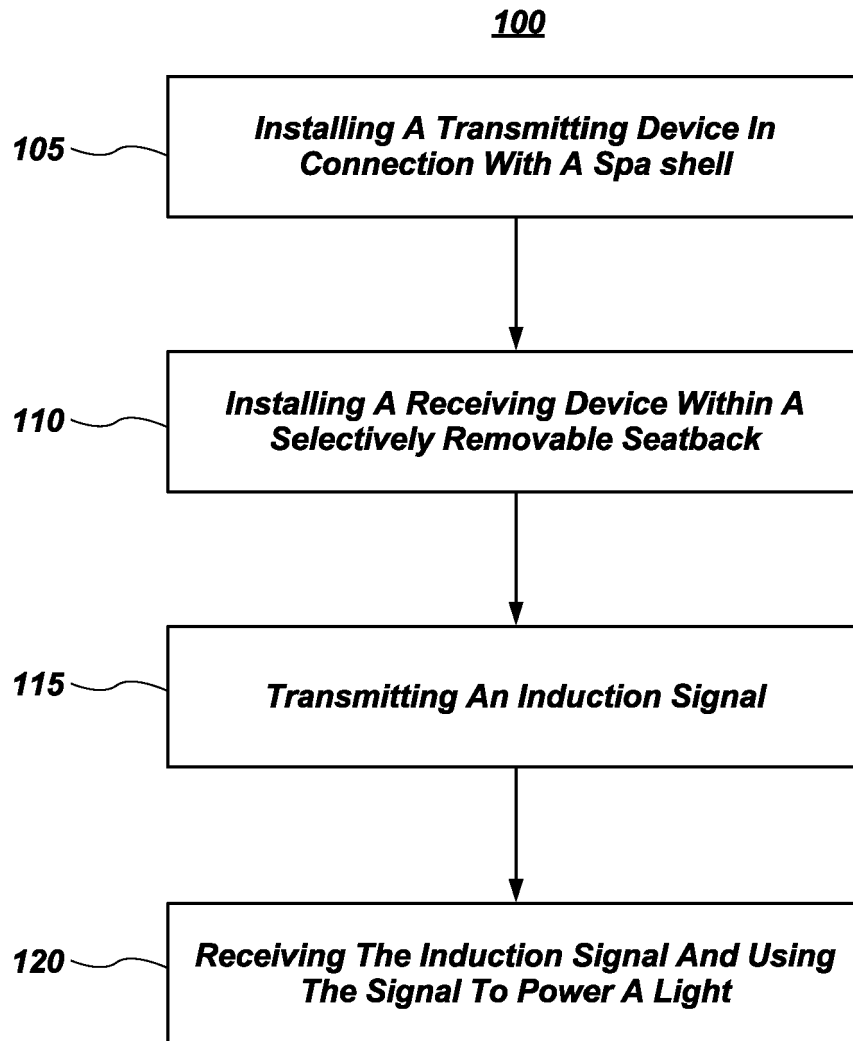 100
105
Installing A Transmitting Device In
Connection With A Spa shell
110
Installing A Receiving Device Within A
Selectively Removable Seatback
115
Transmitting An Induction Signal
120
Receiving The Induction Signal And Using
The Signal To Power A Light